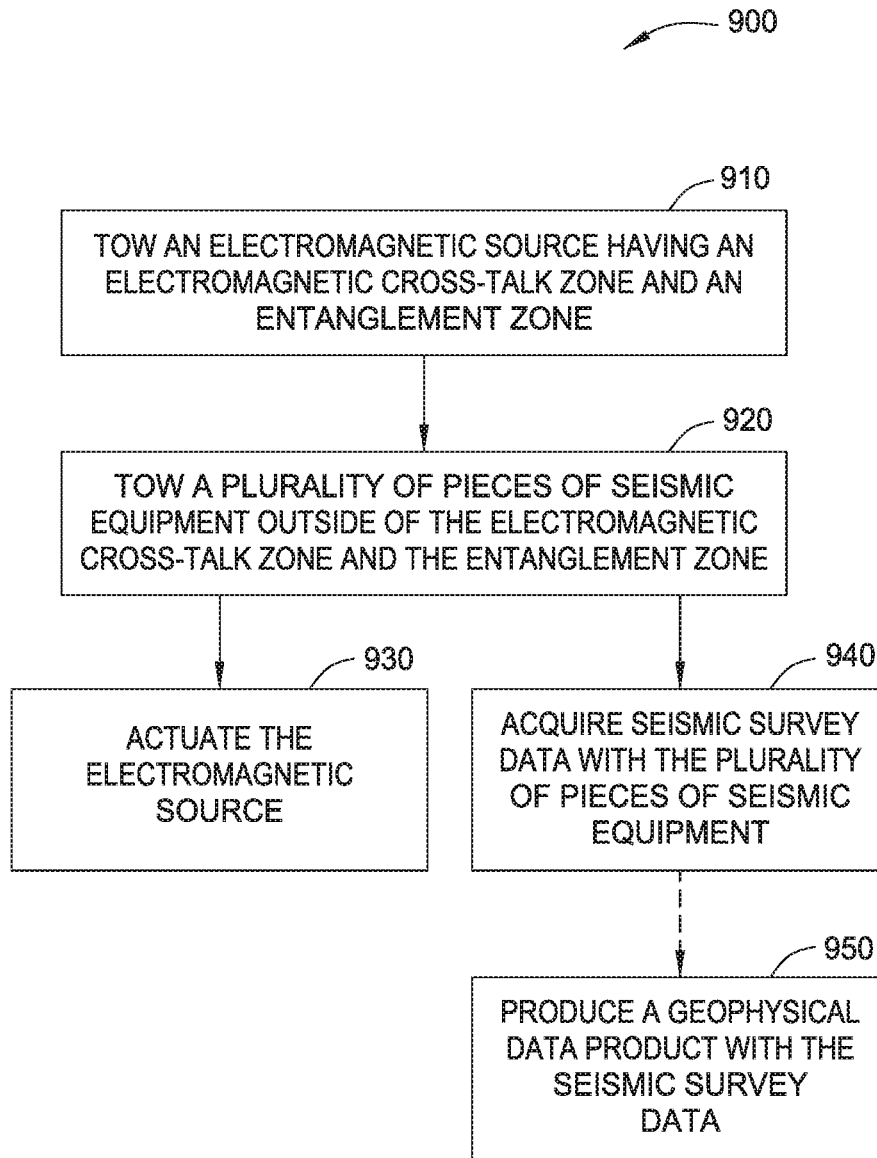 900
910
TOW AN ELECTROMAGNETIC SOURCE HAVING AN
ELECTROMAGNETIC CROSS-TALK ZONE AND AN
ENTANGLEMENT ZONE
920
TOW A PLURALITY OF PIECES OF SEISMIC
EQUIPMENT OUTSIDE OF THE ELECTROMAGNETIC
CROSS-TALK ZONE AND THE ENTANGLEMENT ZONE
930
ACTUATE THE
ELECTROMAGNETIC
SOURCE
940
ACQUIRE SEISMIC SURVEY
DATA WITH THE PLURALITY
OF PIECES OF SEISMIC
EQUIPMENT
950
PRODUCE A GEOPHYSICAL
DATA PRODUCT WITH THE
SEISMIC SURVEY
DATA